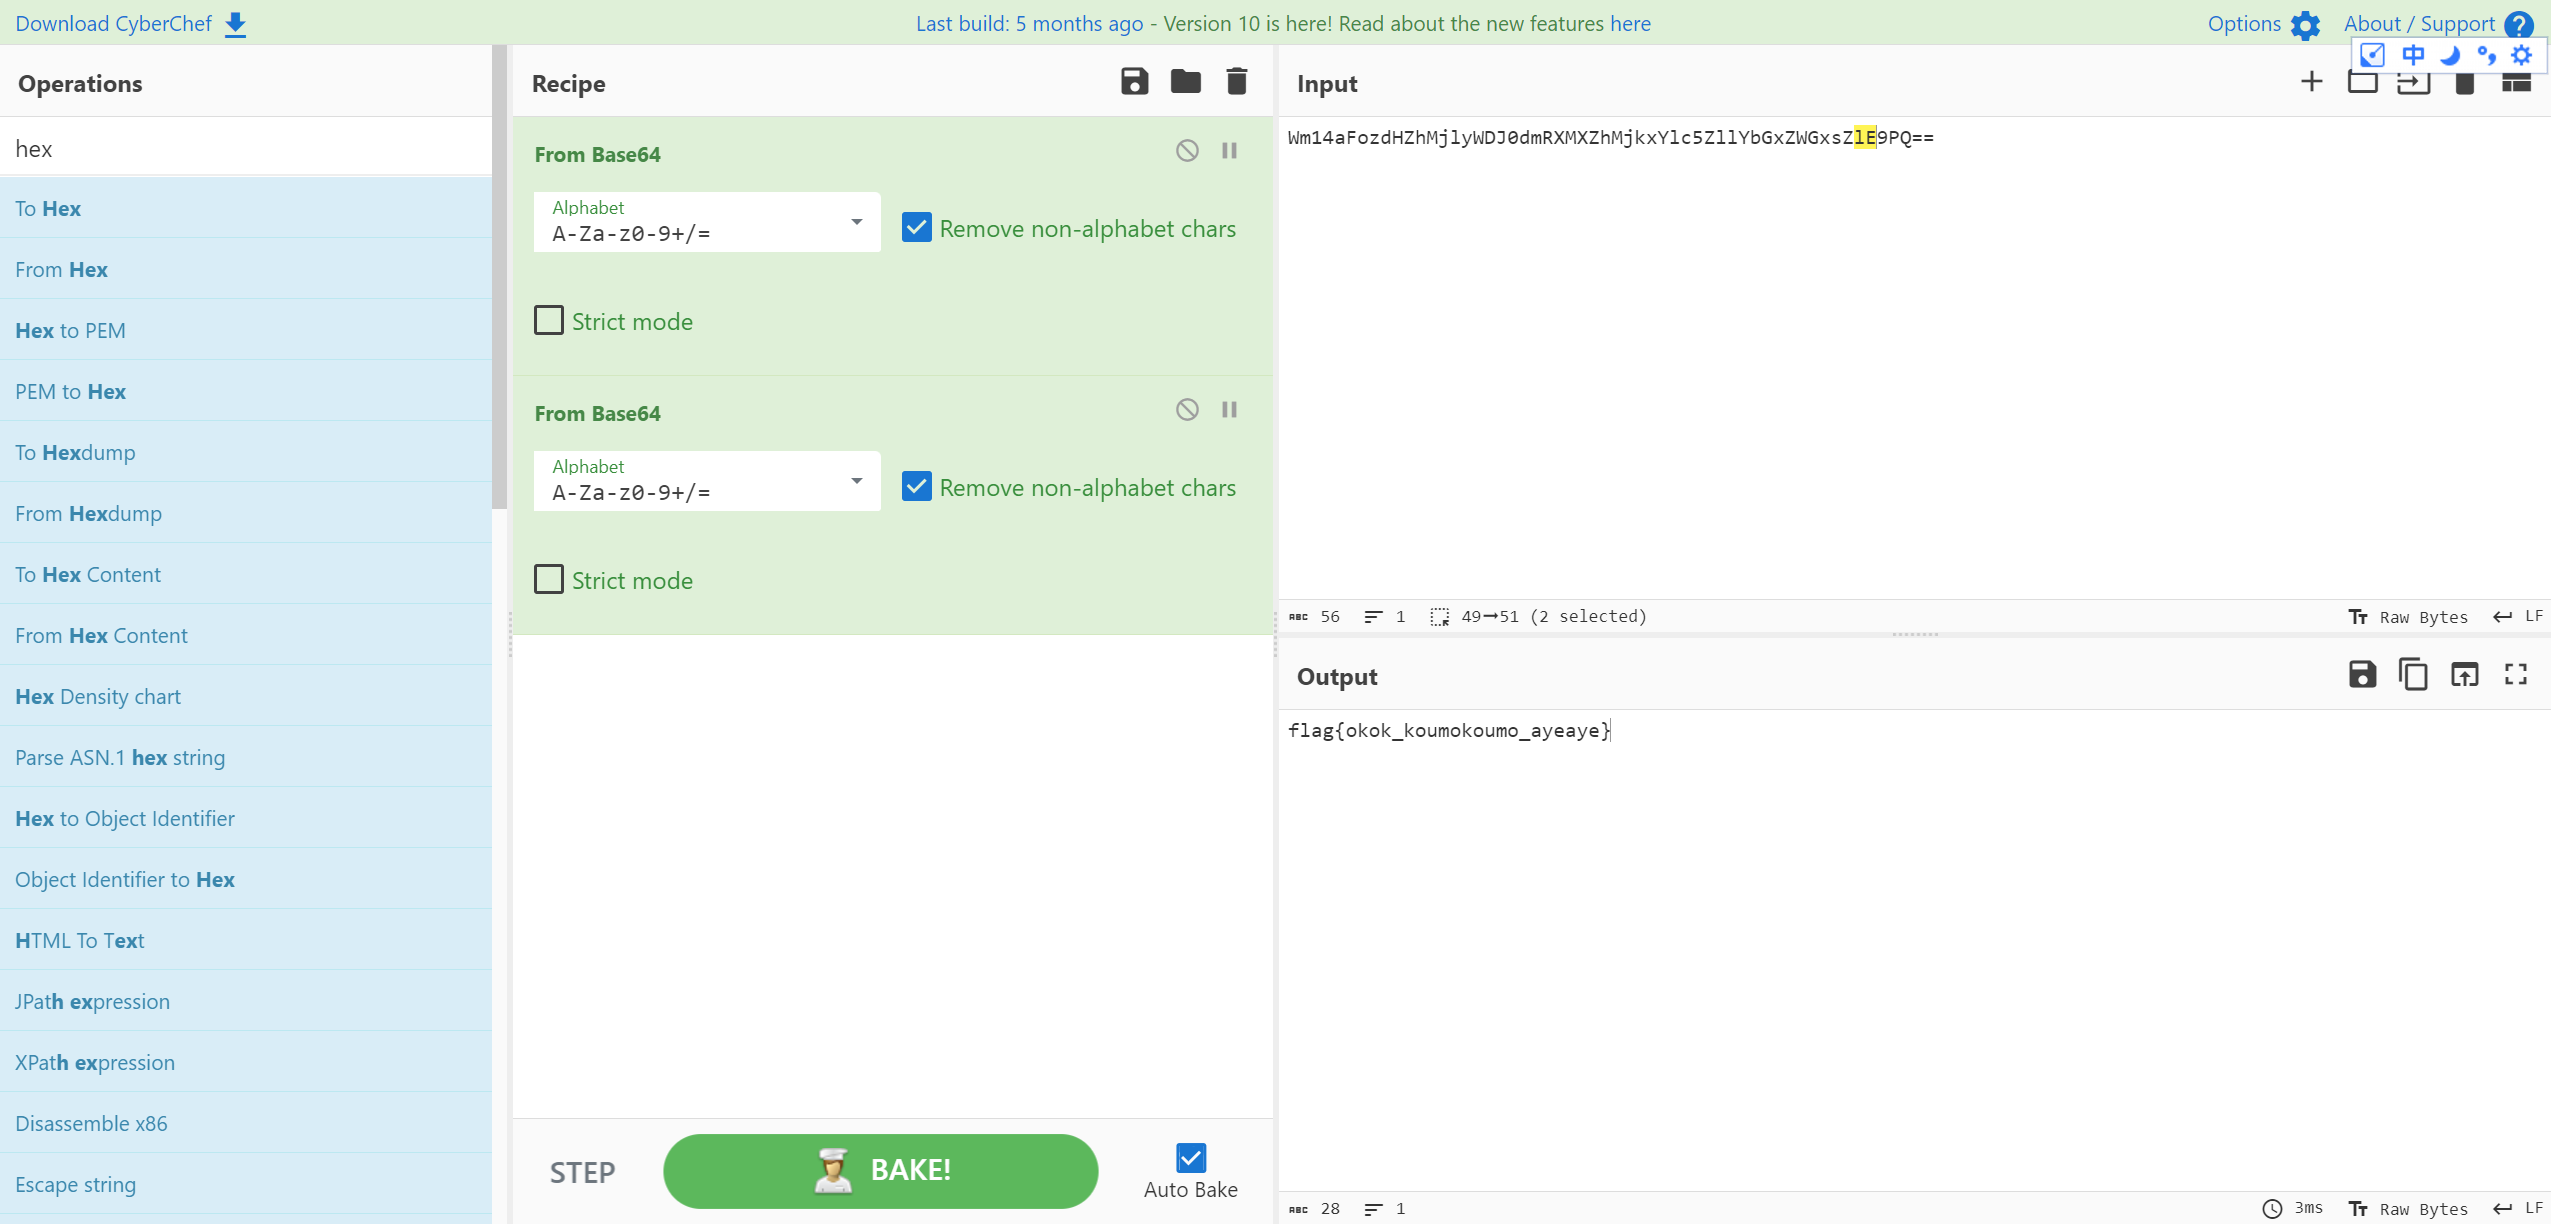 Download CyberChef
Last build: 5 months ago - Version 10 is here! Read about the new features here
Options
About / Support
中
Operations
hex
To Hex
From Hex
Hex to PEM
PEM to Hex
To Hexdump
From Hexdump
To Hex Content
From Hex Content
Hex Density chart
Parse ASN.1 hex string
Hex to Object Identifier
Object Identifier to Hex
HTML To Text
JPath expression
XPath expression
Disassemble x86
Escape string
Recipe
From Base64
Alphabet
A-Za-z0-9+/=
Remove non-alphabet chars
Strict mode
From Base64
Alphabet
A-Za-z0-9+/=
Remove non-alphabet chars
Strict mode
STEP
BAKE!
Auto Bake
Input
Wm14aFozdHZhMjlyWDJ0dmRXMXZhMjkxYlc5ZllYbGxZWGxsZlE9PQ==
ABC 56 1 49→51 (2 selected)
Raw Bytes LF
Output
flag{okok_koumokoumo_ayeaye}
ABC 28 1
3ms Raw Bytes LF